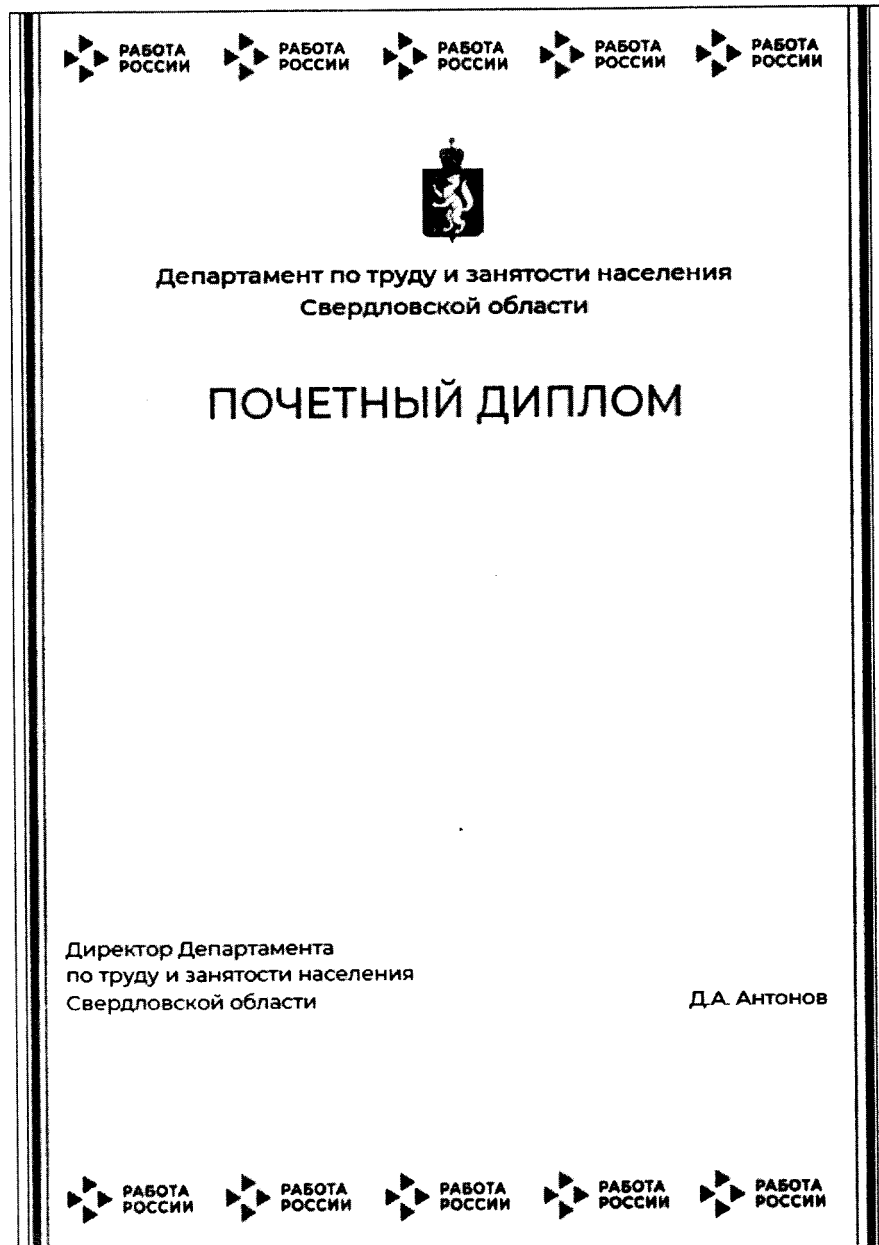 РАБОТА РОССИИ РАБОТА РОССИИ РАБОТА РОССИИ РАБОТА РОССИИ РАБОТА РОССИИ
Департамент по труду и занятости населения
Свердловской области
ПОЧЕТНЫЙ ДИПЛОМ
Директор Департамента
по труду и занятости населения
Свердловской области
Д.А. Антонов
РАБОТА РОССИИ РАБОТА РОССИИ РАБОТА РОССИИ РАБОТА РОССИИ РАБОТА РОССИИ